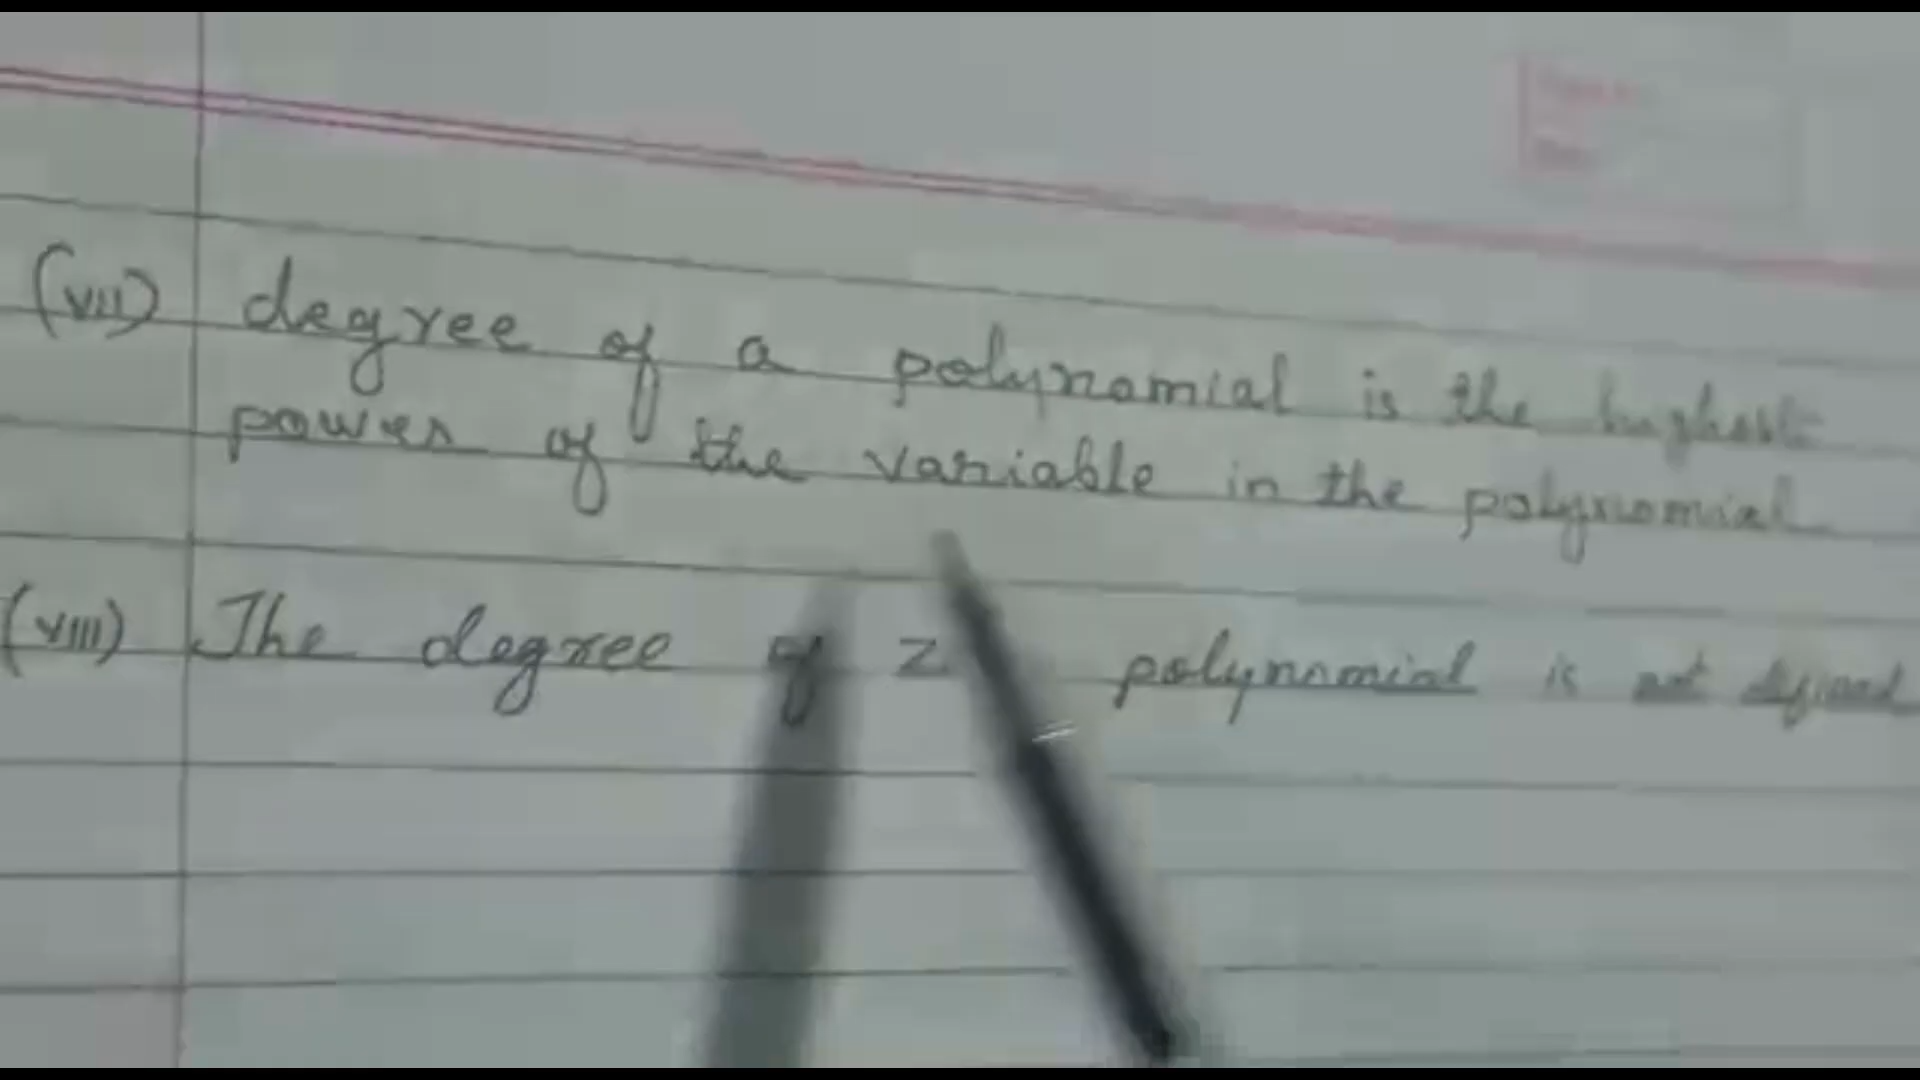 (vii) degree of a polynomial is the highest
power of the variable in the polynomial
(viii) The degree of polynomial is not defined